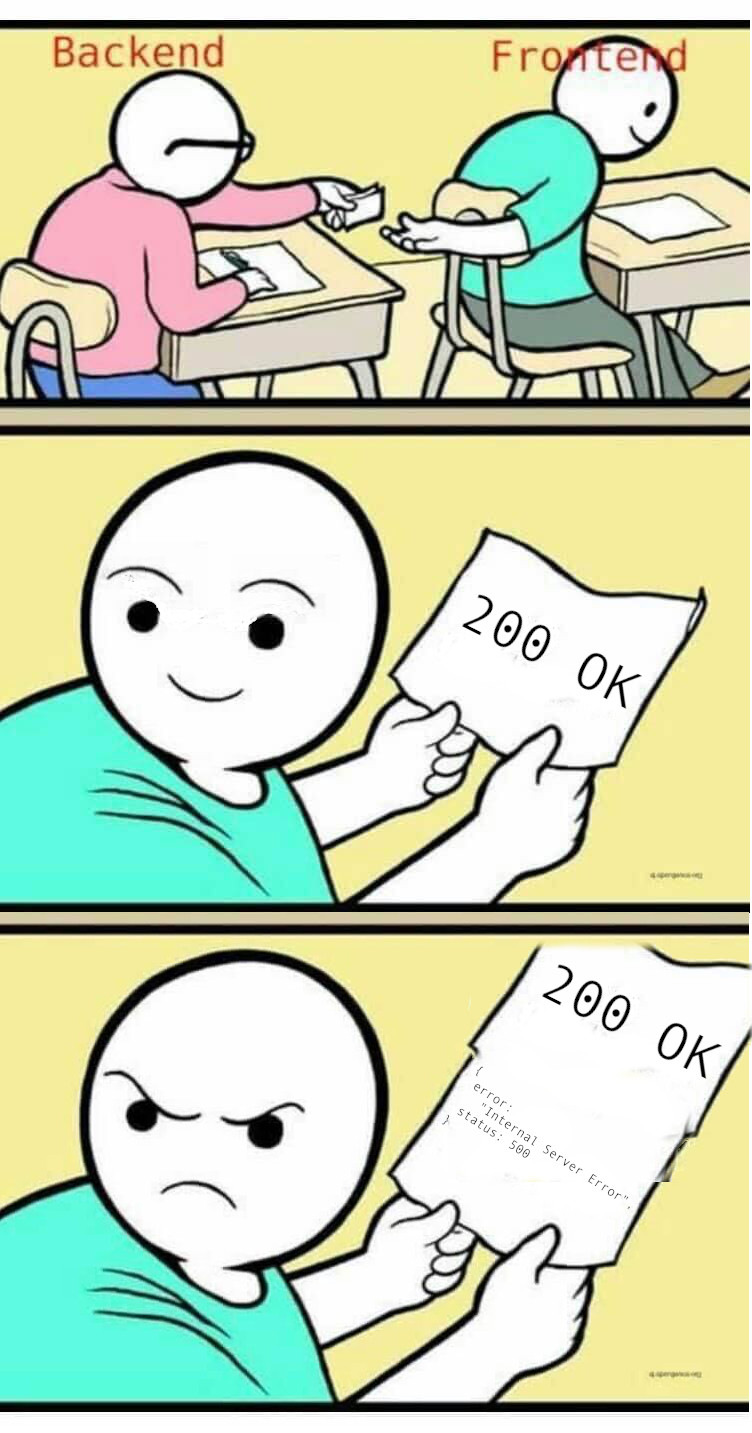 Backend
Frontend
200 OK
200 OK
{
error:
"Internal Server Error",
status: 500
}